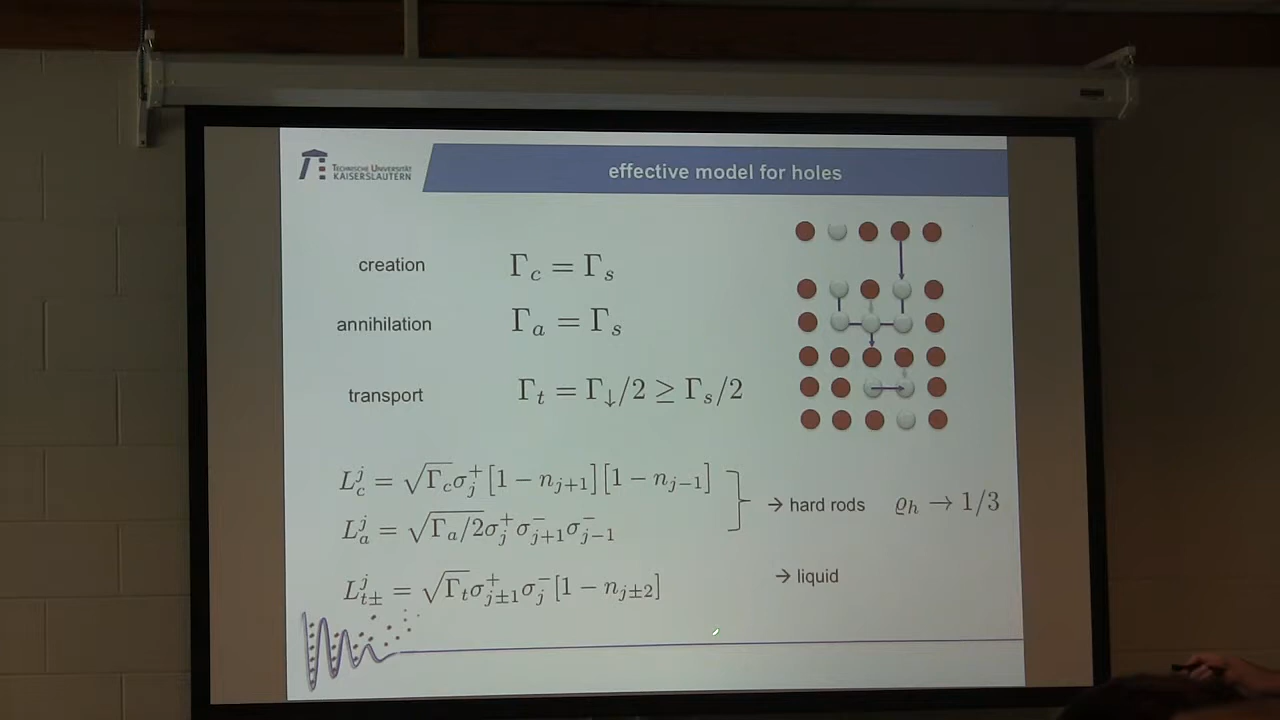 TECHNISCHE UNIVERSITÄT
KAISERSLAUTERN
effective model for holes
creation Γ_c = Γ_s
annihilation Γ_a = Γ_s
transport Γ_t = Γ_↓/2 ≥ Γ_s/2
L_c^j = √Γ_c σ_j^+ [1 − n_{j+1}][1 − n_{j−1}]
L_a^j = √Γ_a/2 σ_j^+ σ_{j+1}^− σ_{j−1}^−
→ hard rods ϱ_h → 1/3
L_{t±}^j = √Γ_t σ_{j±1}^+ σ_j^− [1 − n_{j±2}]
→ liquid